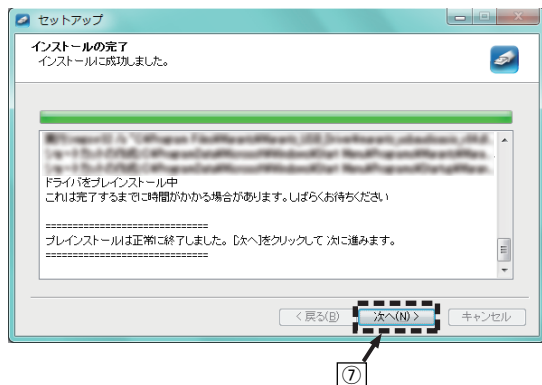 セットアップ
インストールの完了
インストールに成功しました。
ドライバをプレインストール中
これは完了するまでに時間がかかる場合があります。しばらくお待ちください
=============================
プレインストールは正常に終了しました。[次へ]をクリックして 次に進みます。
=============================
< 戻る(B)
次へ(N) >
キャンセル
⑦